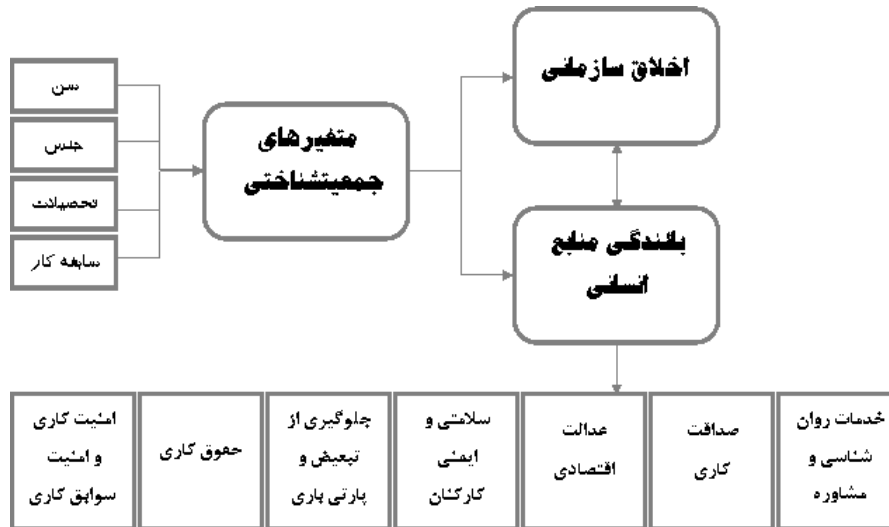 سن
جنس
تحصیلات
سابقه کار
متغیرهای
جمعیتشناختی
اخلاق سازمانی
بالندگی منابع
انسانی
خدمات روان
شناسی و
مشاوره
صداقت
کاری
عدالت
اقتصادی
سلامتی و
ایمنی
کارکنان
جلوگیری از
تبعیض و
پارتی بازی
حقوق کاری
امنیت کاری
و امنیت
سوابق کاری